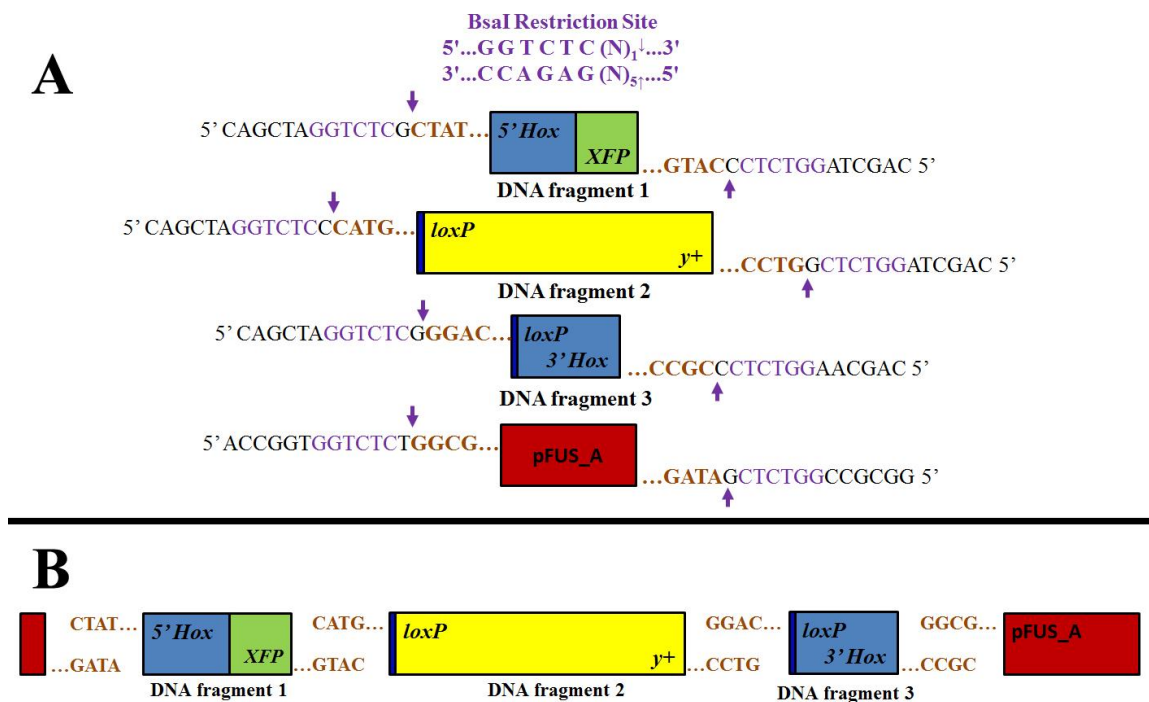 BsaI Restriction Site
5'...GGTCTC(N)1↓...3'
3'...CCAGAG(N)5↑...5'
A
5' CAGCTAGGTCTCGCTAT...
5' Hox
XFP
...GTACCCTCTGGATCGAC 5'
DNA fragment 1
5' CAGCTAGGTCTCCCATG...
loxP
y+
...CCTGGCTCTGGATCGAC 5'
DNA fragment 2
5' CAGCTAGGTCTCGGGAC...
loxP
3' Hox
...CCGCCCTCTGGAACGAC 5'
DNA fragment 3
5' ACCGGTGGTCTCTGGCG...
pFUS_A
...GATAGCTCTGGCCGCGG 5'
B
CTAT...
...GATA
5' Hox
XFP
DNA fragment 1
CATG...
...GTAC
loxP
y+
DNA fragment 2
GGAC...
...CCTG
loxP
3' Hox
DNA fragment 3
GGCG...
...CCGC
pFUS_A